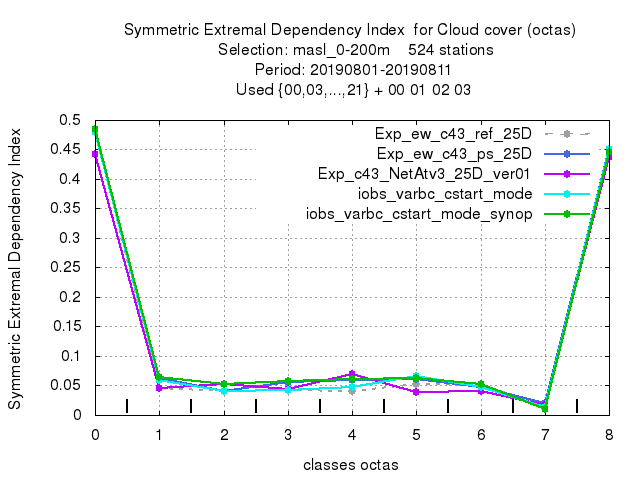 Symmetric Extremal Dependency Index  for Cloud cover (octas)
Selection: masl_0-200m    524 stations
Period: 20190801-20190811
Used {00,03,...,21} + 00 01 02 03
Symmetric Extremal Dependency Index
0.5
0.45
0.4
0.35
0.3
0.25
0.2
0.15
0.1
0.05
0
Exp_ew_c43_ref_25D
Exp_ew_c43_ps_25D
Exp_c43_NetAtv3_25D_ver01
iobs_varbc_cstart_mode
iobs_varbc_cstart_mode_synop
0 1 2 3 4 5 6 7 8
classes octas